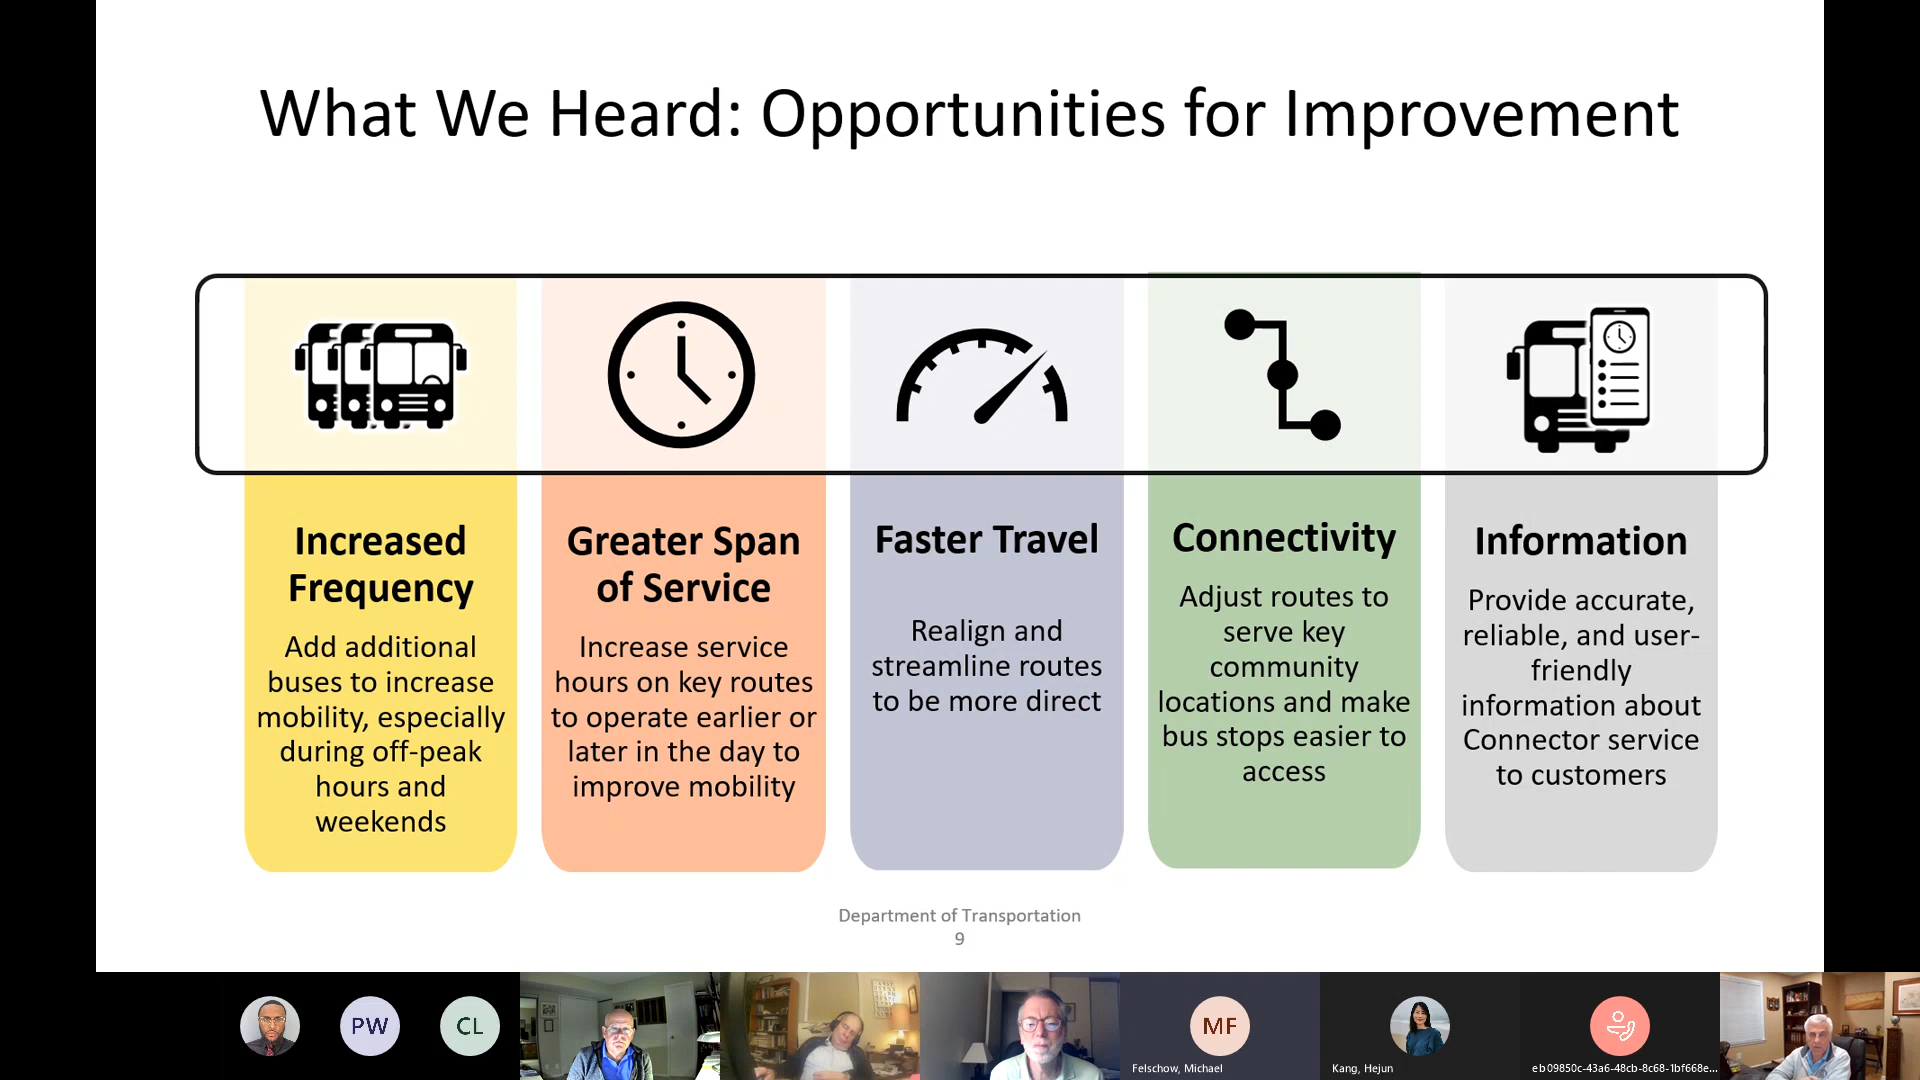 What We Heard: Opportunities for Improvement
Increased
Frequency
Add additional
buses to increase
mobility, especially
during off-peak
hours and
weekends
Greater Span
of Service
Increase service
hours on key routes
to operate earlier or
later in the day to
improve mobility
Faster Travel
Realign and
streamline routes
to be more direct
Connectivity
Adjust routes to
serve key
community
locations and make
bus stops easier to
access
Information
Provide accurate,
reliable, and user-
friendly
information about
Connector service
to customers
Department of Transportation
9
PW
CL
MF
Felschow, Michael
Kang, Hejun
eb09850c-43a6-48cb-8c68-1bf668e...